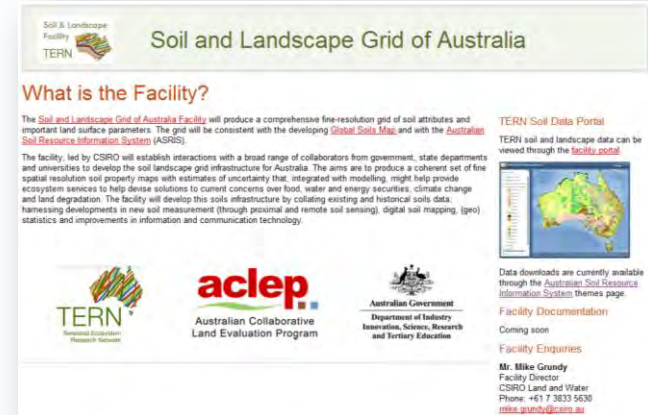 Soil & Landscape
Facility
TERN
Soil and Landscape Grid of Australia
What is the Facility?
The Soil and Landscape Grid of Australia Facility will produce a comprehensive fine-resolution grid of soil attributes and
important land surface parameters. The grid will be consistent with the developing Global Soils Map and with the Australian
Soil Resource Information System (ASRIS).
The facility, led by CSIRO will establish interactions with a broad range of collaborators from government, state departments
and universities to develop the soil landscape grid infrastructure for Australia. The aims are to produce a coherent set of fine
spatial resolution soil property maps with estimates of uncertainty that, integrated with modelling, might help provide
ecosystem services to help devise solutions to current concerns over food, water and energy securities, climate change
and land degradation. The facility will develop this soils infrastructure by collating existing and historical soils data;
harnessing developments in new soil measurement (through proximal and remote soil sensing), digital soil mapping, (geo)
statistics and improvements in information and communication technology.
TERN
Terrestrial Ecosystem
Research Network
aclep
Australian Collaborative
Land Evaluation Program
Australian Government
Department of Industry
Innovation, Science, Research
and Tertiary Education
TERN Soil Data Portal
TERN soil and landscape data can be
viewed through the facility portal.
Data downloads are currently available
through the Australian Soil Resource
Information System themes page.
Facility Documentation
Coming soon
Facility Enquiries
Mr. Mike Grundy
Facility Director
CSIRO Land and Water
Phone: +61 7 3833 5630
mike.grundy@csiro.au